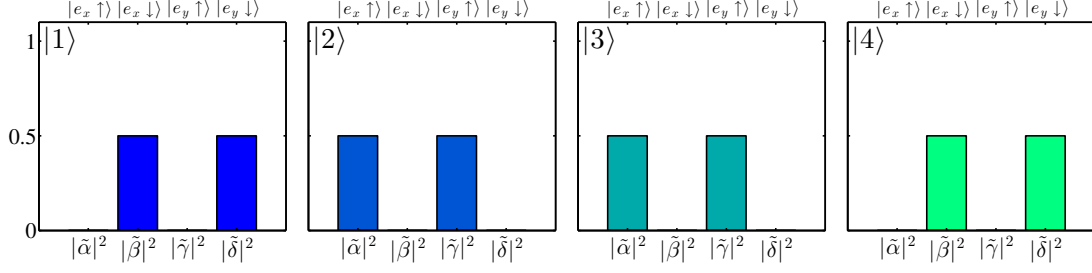 |e_x ↑⟩ |e_x ↓⟩ |e_y ↑⟩ |e_y ↓⟩ |e_x ↑⟩ |e_x ↓⟩ |e_y ↑⟩ |e_y ↓⟩ |e_x ↑⟩ |e_x ↓⟩ |e_y ↑⟩ |e_y ↓⟩ |e_x ↑⟩ |e_x ↓⟩ |e_y ↑⟩ |e_y ↓⟩
1 |1⟩ |2⟩ |3⟩ |4⟩
0.5
0
|α̃|² |β̃|² |γ̃|² |δ̃|² |α̃|² |β̃|² |γ̃|² |δ̃|² |α̃|² |β̃|² |γ̃|² |δ̃|² |α̃|² |β̃|² |γ̃|² |δ̃|²